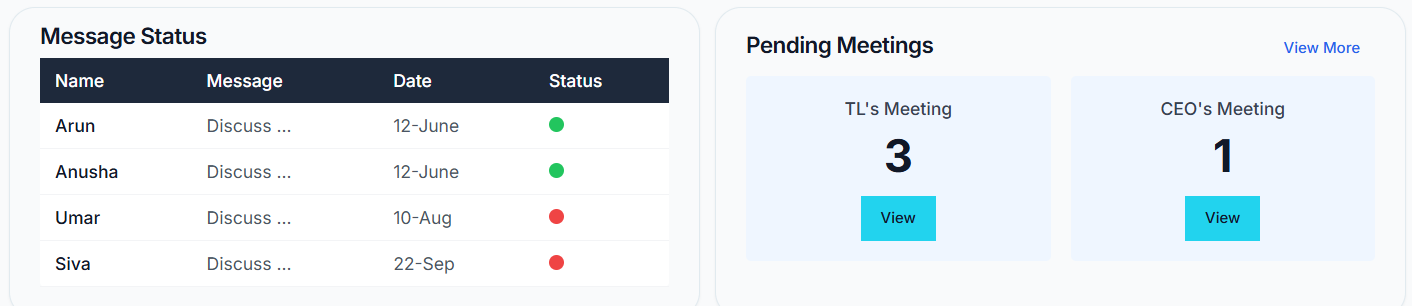 Message Status
Name Message Date Status
Arun Discuss ... 12-June
Anusha Discuss ... 12-June
Umar Discuss ... 10-Aug
Siva Discuss ... 22-Sep
Pending Meetings View More
TL's Meeting
3
View
CEO's Meeting
1
View